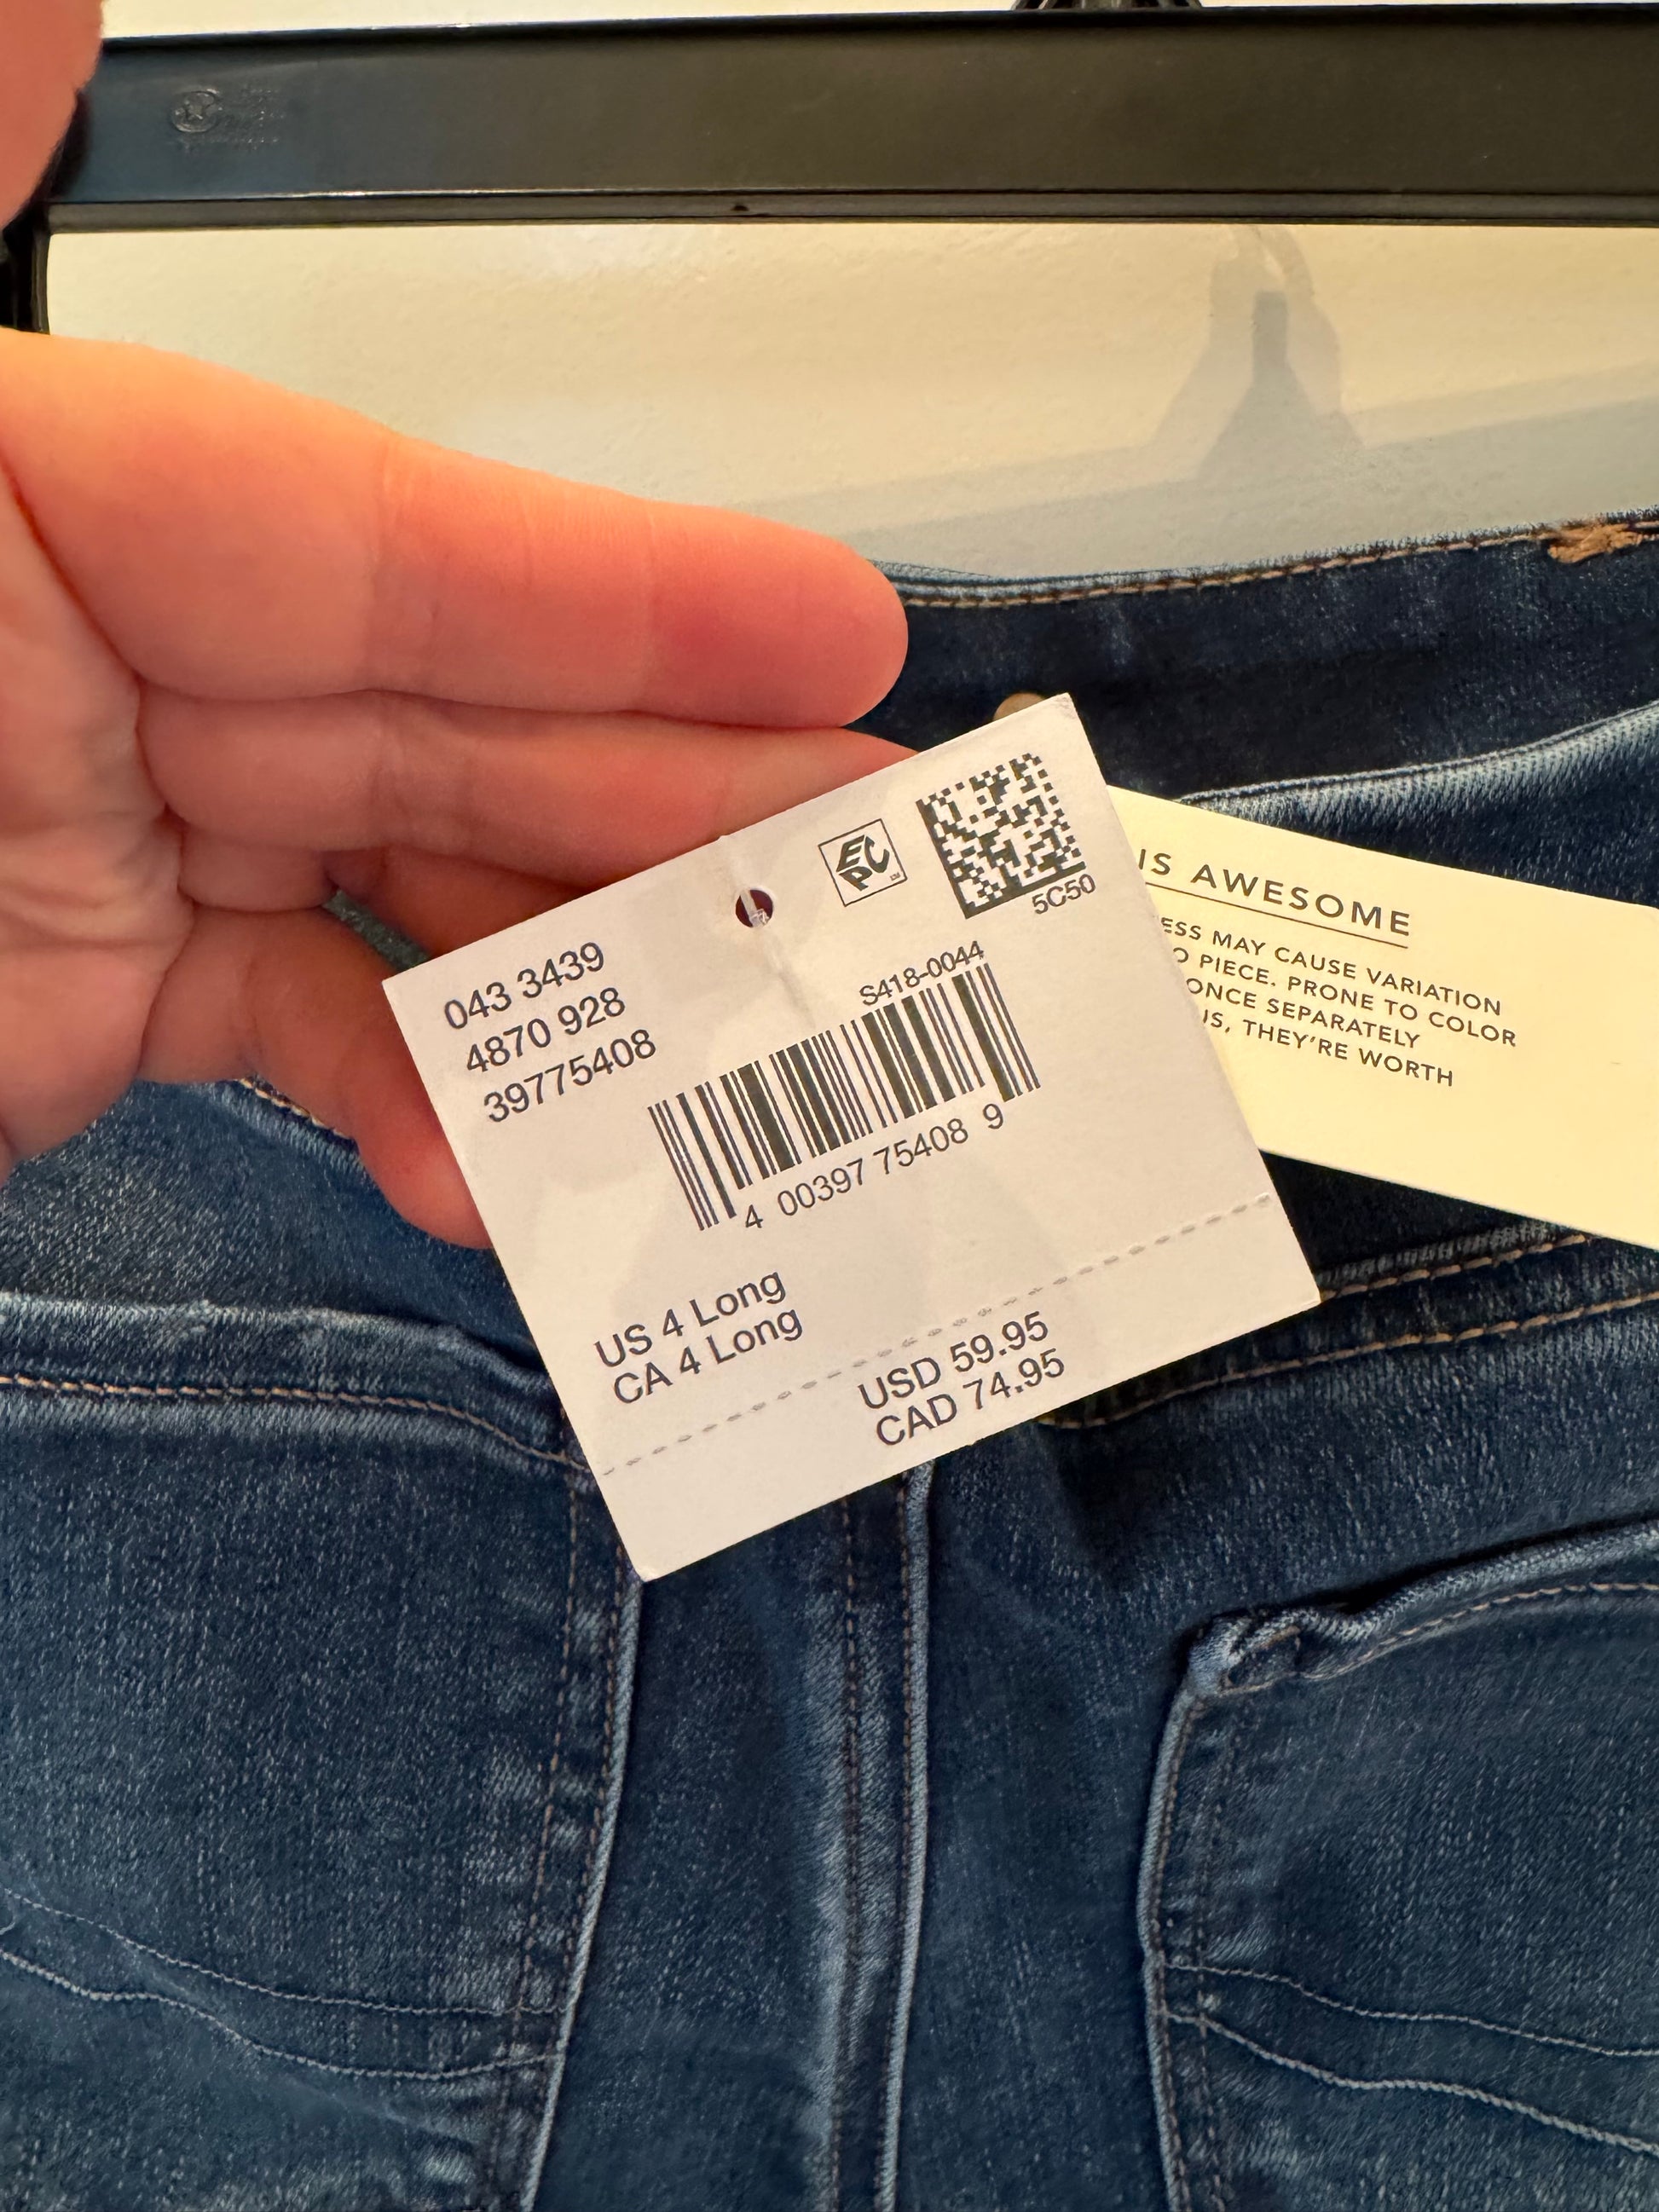 EPC
5C50
043 3439
4870 928
39775408
S418-0044
4 00397 75408 9
US 4 Long
CA 4 Long
USD 59.95
CAD 74.95
IS AWESOME
MAY CAUSE VARIATION
PIECE. PRONE TO COLOR
ONCE SEPARATELY
THEY'RE WORTH